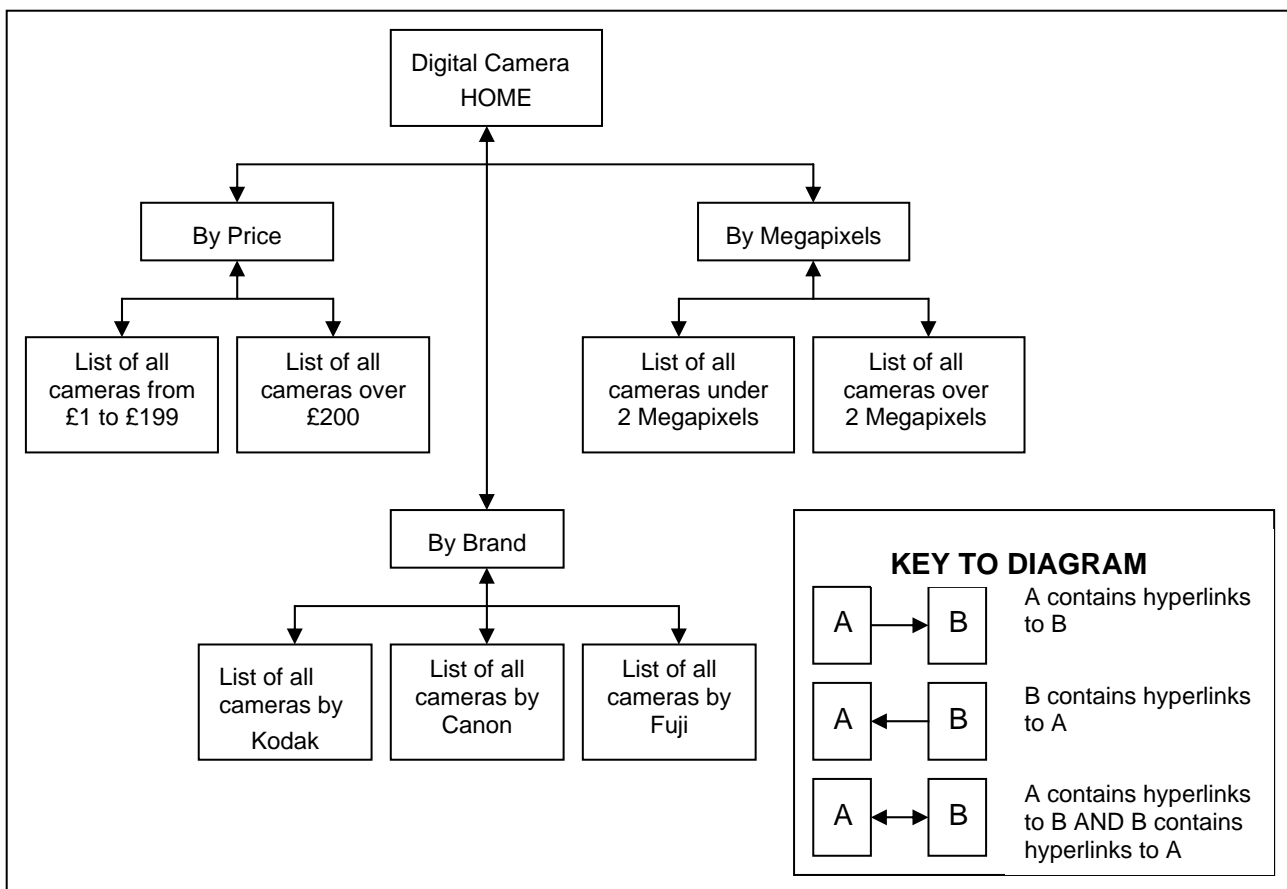 Digital Camera
HOME
By Price
By Megapixels
List of all
cameras from
£1 to £199
List of all
cameras over
£200
List of all
cameras under
2 Megapixels
List of all
cameras over
2 Megapixels
By Brand
List of all
cameras by
Kodak
List of all
cameras by
Canon
List of all
cameras by
Fuji
KEY TO DIAGRAM
A
B
A contains hyperlinks
to B
A
B
B contains hyperlinks
to A
A
B
A contains hyperlinks
to B AND B contains
hyperlinks to A